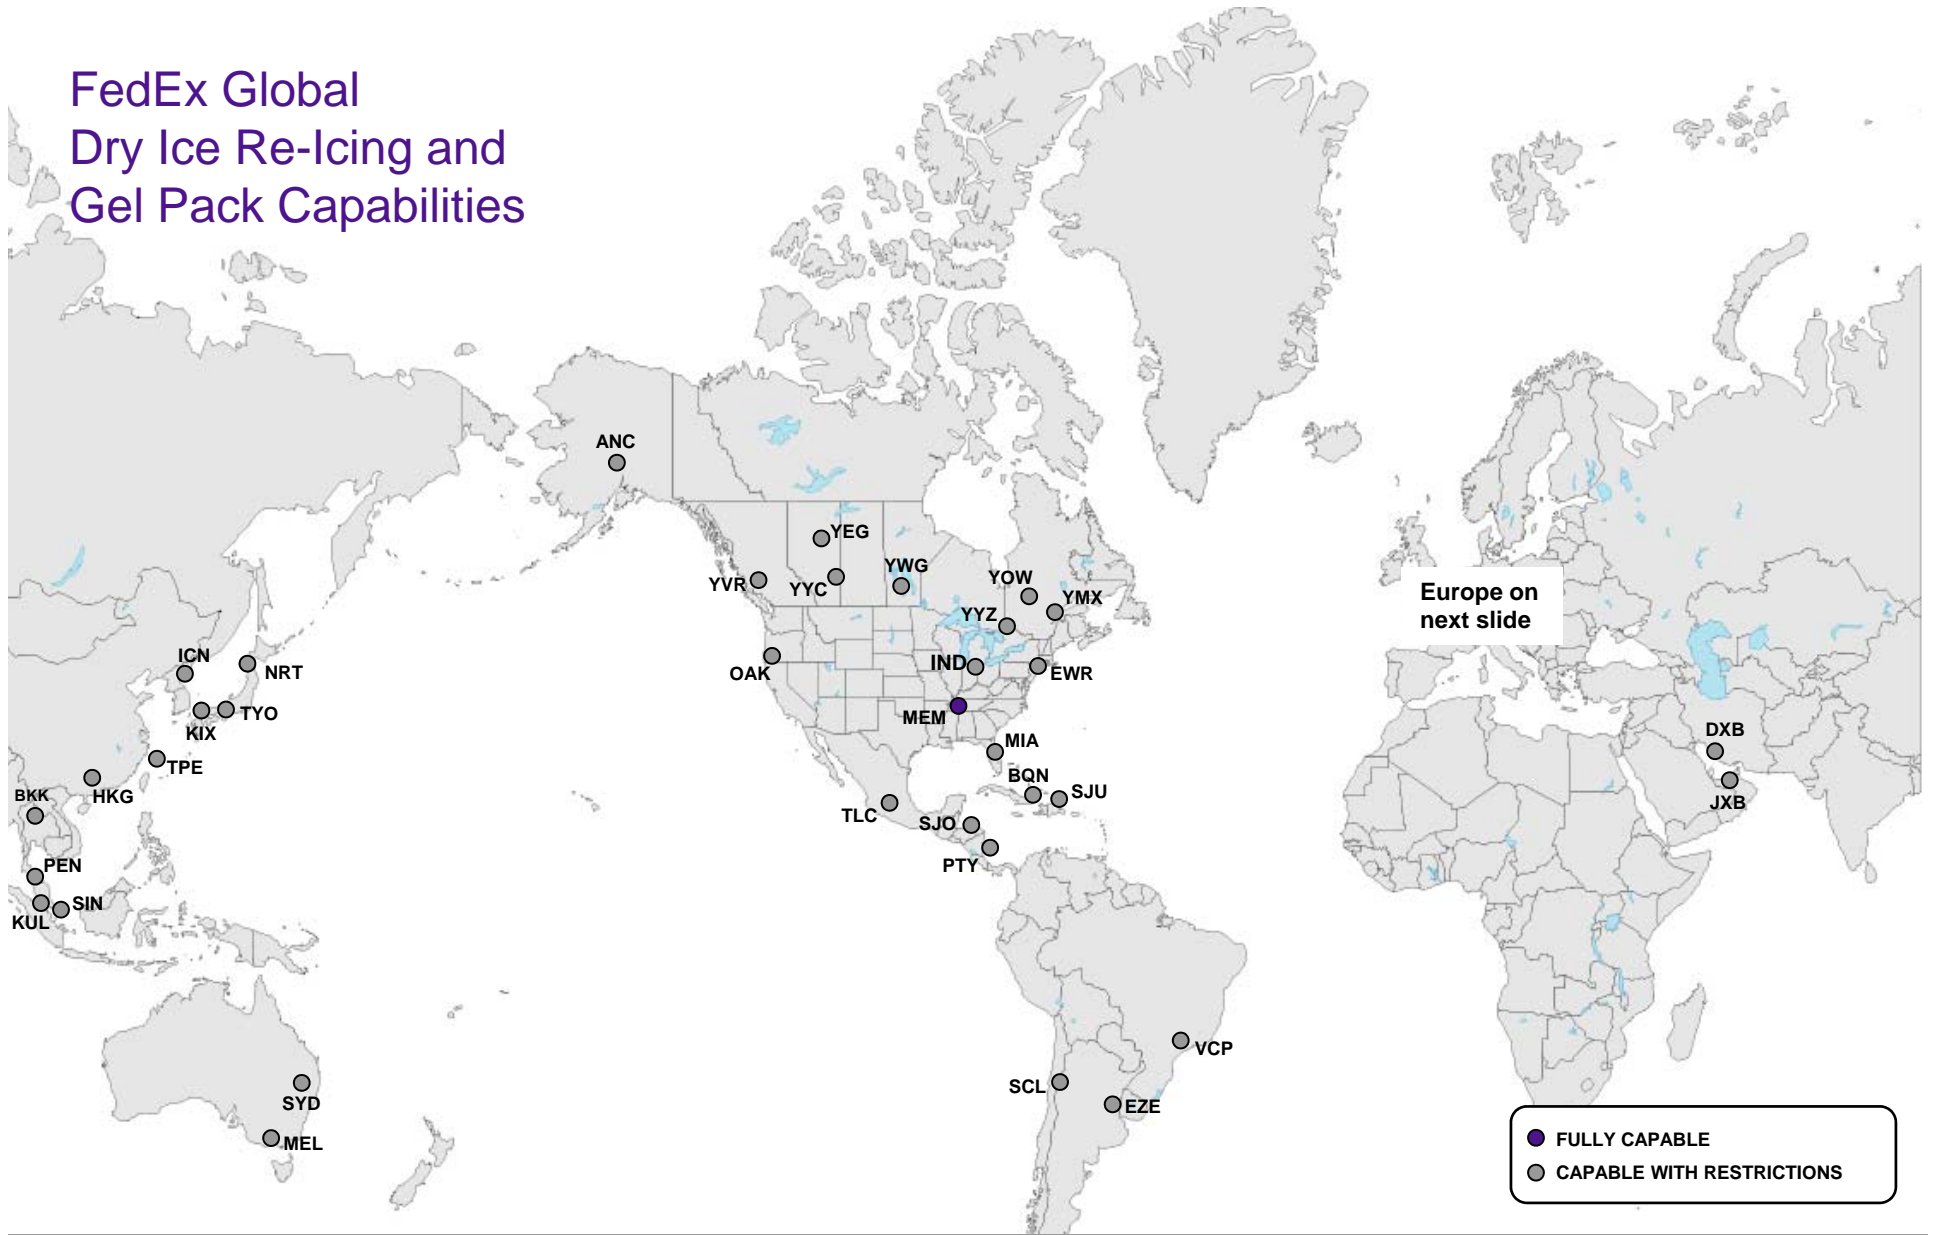 FedEx Global
Dry Ice Re-Icing and
Gel Pack Capabilities
ANC
YEG
YVR
YYC
YWG
YOW
YMX
YYZ
OAK
IND
EWR
MEM
MIA
BQN
SJU
TLC
SJO
PTY
ICN
NRT
TYO
KIX
TPE
HKG
BKK
PEN
SIN
KUL
SYD
MEL
VCP
SCL
EZE
Europe on
next slide
DXB
JXB
FULLY CAPABLE
CAPABLE WITH RESTRICTIONS